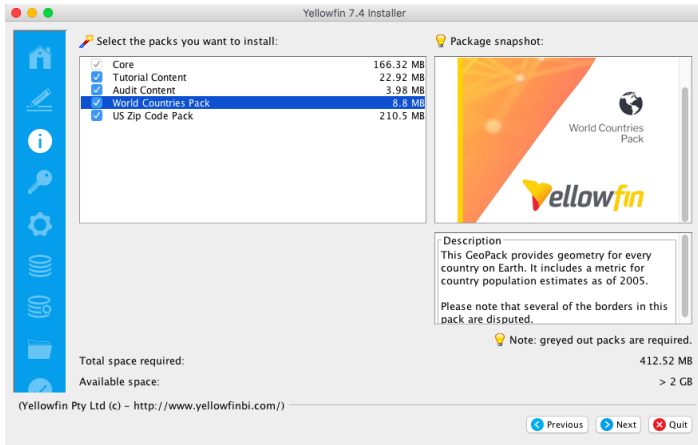 Yellowfin 7.4 Installer
Select the packs you want to install:
Package snapshot:
Core 166.32 MB
Tutorial Content 22.92 MB
Audit Content 3.98 MB
World Countries Pack 8.8 MB
US Zip Code Pack 210.5 MB
World Countries
Pack
Yellowfin
Description
This GeoPack provides geometry for every
country on Earth. It includes a metric for
country population estimates as of 2005.
Please note that several of the borders in this
pack are disputed.
Note: greyed out packs are required.
Total space required: 412.52 MB
Available space: > 2 GB
(Yellowfin Pty Ltd (c) - http://www.yellowfinbi.com/)
Previous
Next
Quit